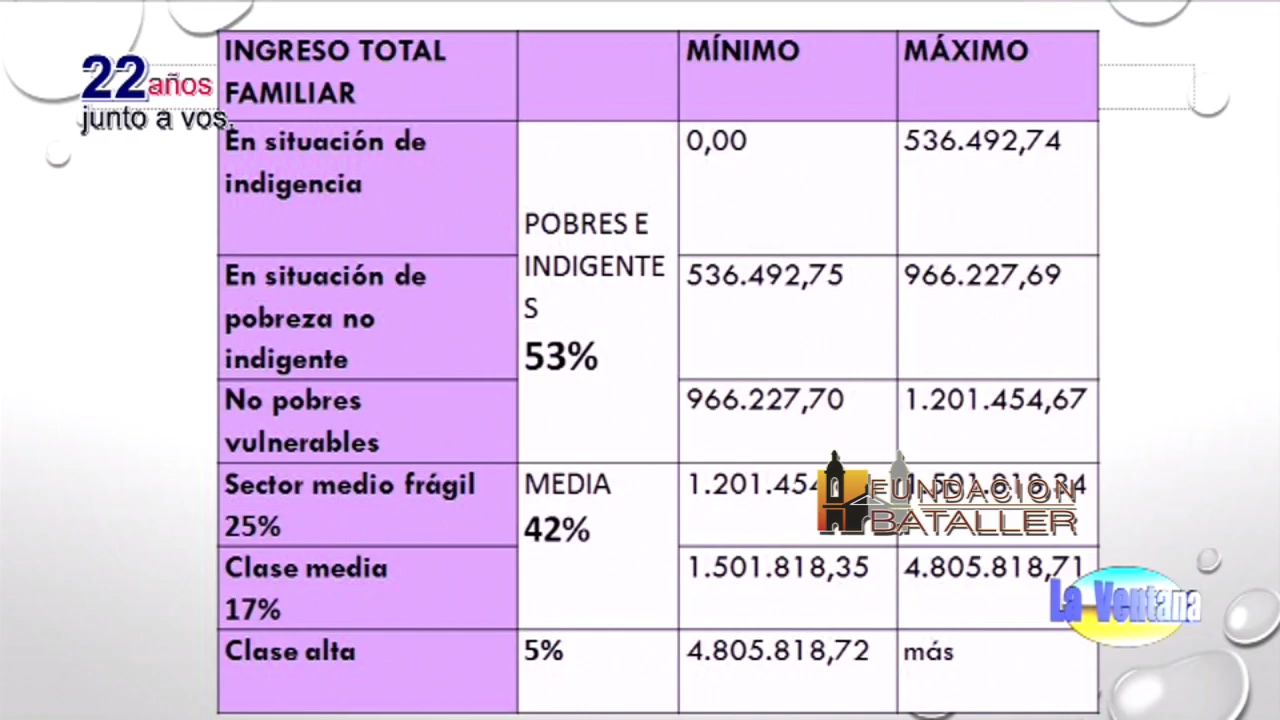 22 años
junto a vos.
INGRESO TOTAL
FAMILIAR
MÍNIMO
MÁXIMO
En situación de
indigencia
POBRES E
INDIGENTE
S
53%
0,00
536.492,74
En situación de
pobreza no
indigente
536.492,75
966.227,69
No pobres
vulnerables
966.227,70
1.201.454,67
Sector medio frágil
25%
MEDIA
42%
FUNDACION
BATALLER
Clase media
17%
1.501.818,35
4.805.818,71
La Ventana
Clase alta
5%
4.805.818,72
más